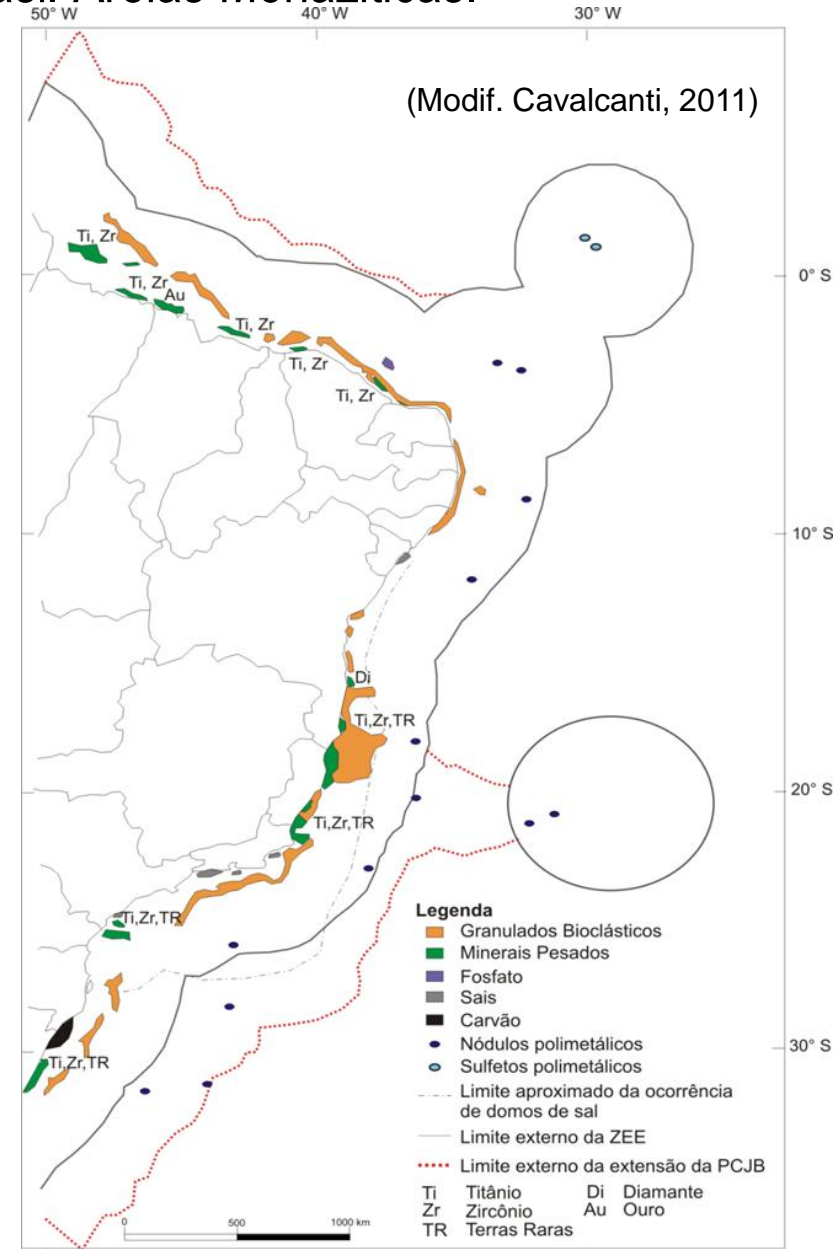 50° W
40° W
30° W
(Modif. Cavalcanti, 2011)
Ti, Zr
0° S
Ti, Zr
Au
Ti, Zr
Ti, Zr
Ti, Zr
10° S
Di
Ti,Zr,TR
20° S
Ti,Zr,TR
Ti,Zr,TR
30° S
Ti,Zr,TR
Legenda
Granulados Bioclásticos
Minerais Pesados
Fosfato
Sais
Carvão
Nódulos polimetálicos
Sulfetos polimetálicos
Limite aproximado da ocorrência
de domos de sal
Limite externo da ZEE
Limite externo da extensão da PCJB
Ti Titânio Di Diamante
Zr Zircônio Au Ouro
TR Terras Raras
0 500 1000 km